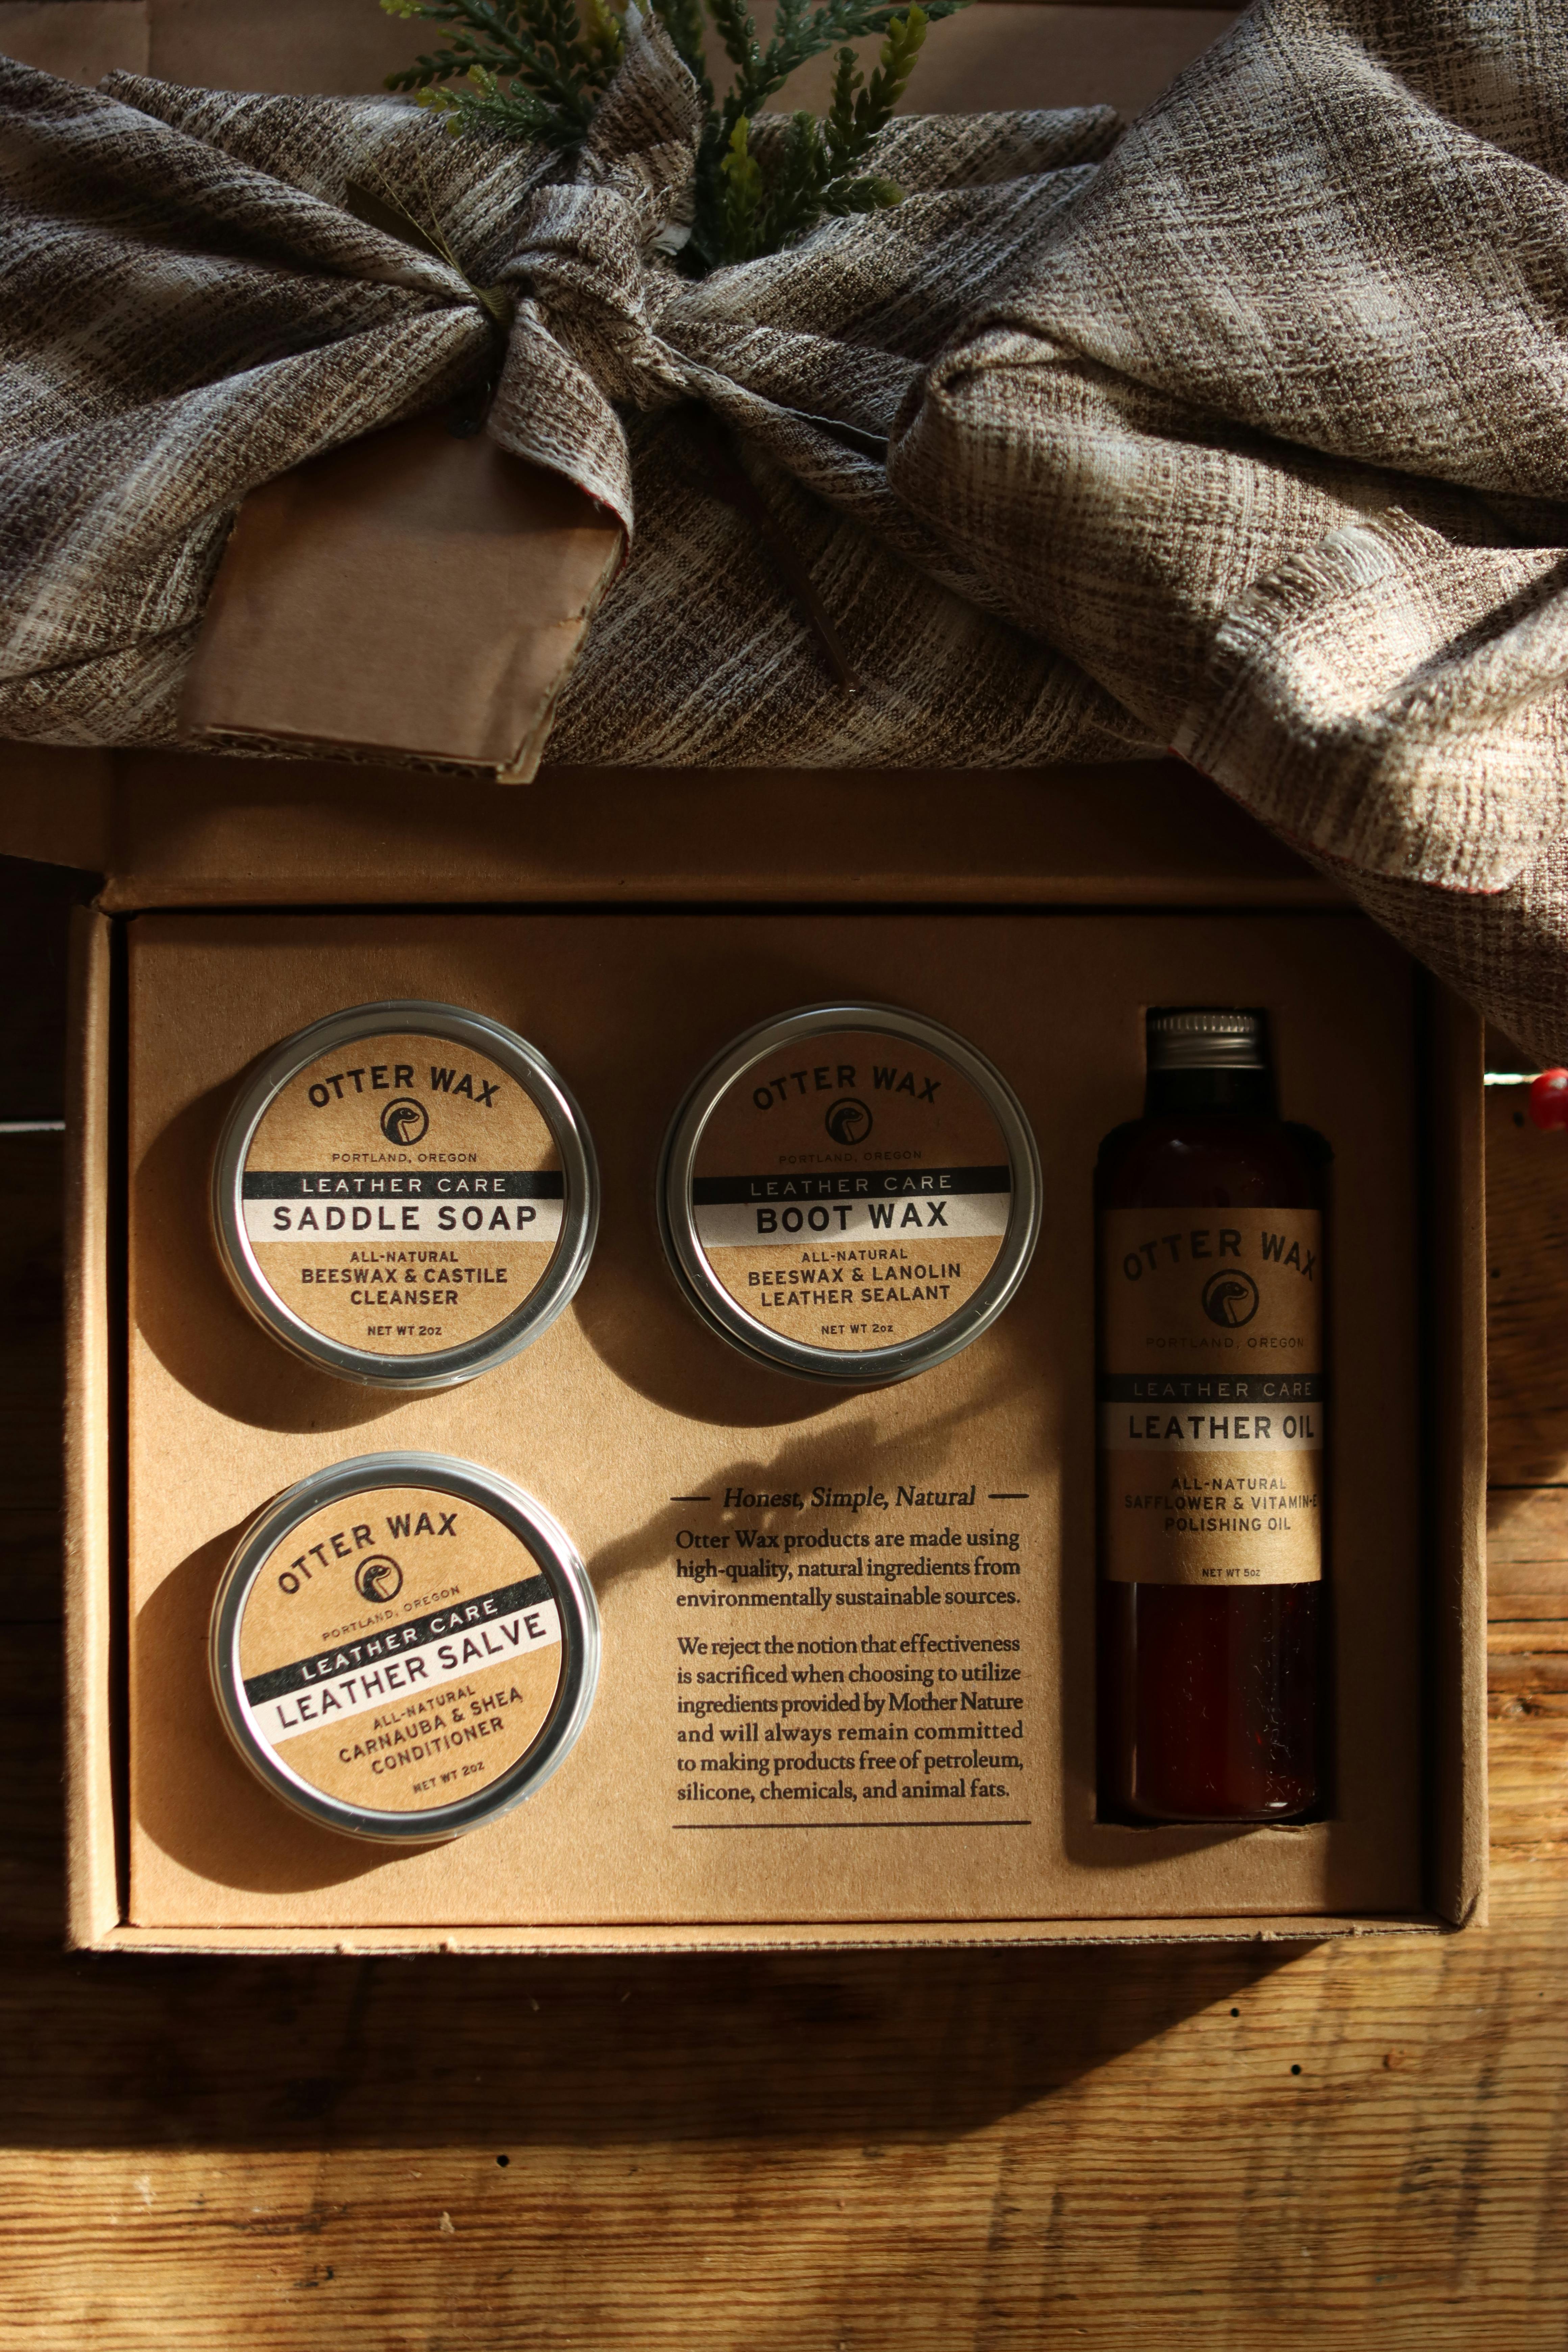 OTTER WAX
PORTLAND, OREGON
LEATHER CARE
SADDLE SOAP
ALL-NATURAL
BEESWAX & CASTILE
CLEANSER
NET WT 2oz
OTTER WAX
PORTLAND, OREGON
LEATHER CARE
BOOT WAX
ALL-NATURAL
BEESWAX & LANOLIN
LEATHER SEALANT
NET WT 2oz
OTTER WAX
PORTLAND, OREGON
LEATHER CARE
LEATHER OIL
ALL-NATURAL
SAFFLOWER & VITAMIN-E
POLISHING OIL
NET WT 5oz
OTTER WAX
PORTLAND, OREGON
LEATHER CARE
LEATHER SALVE
ALL-NATURAL
CARNAUBA & SHEA
CONDITIONER
NET WT 2oz
Honest, Simple, Natural
Otter Wax products are made using
high-quality, natural ingredients from
environmentally sustainable sources.
We reject the notion that effectiveness
is sacrificed when choosing to utilize
ingredients provided by Mother Nature
and will always remain committed
to making products free of petroleum,
silicone, chemicals, and animal fats.